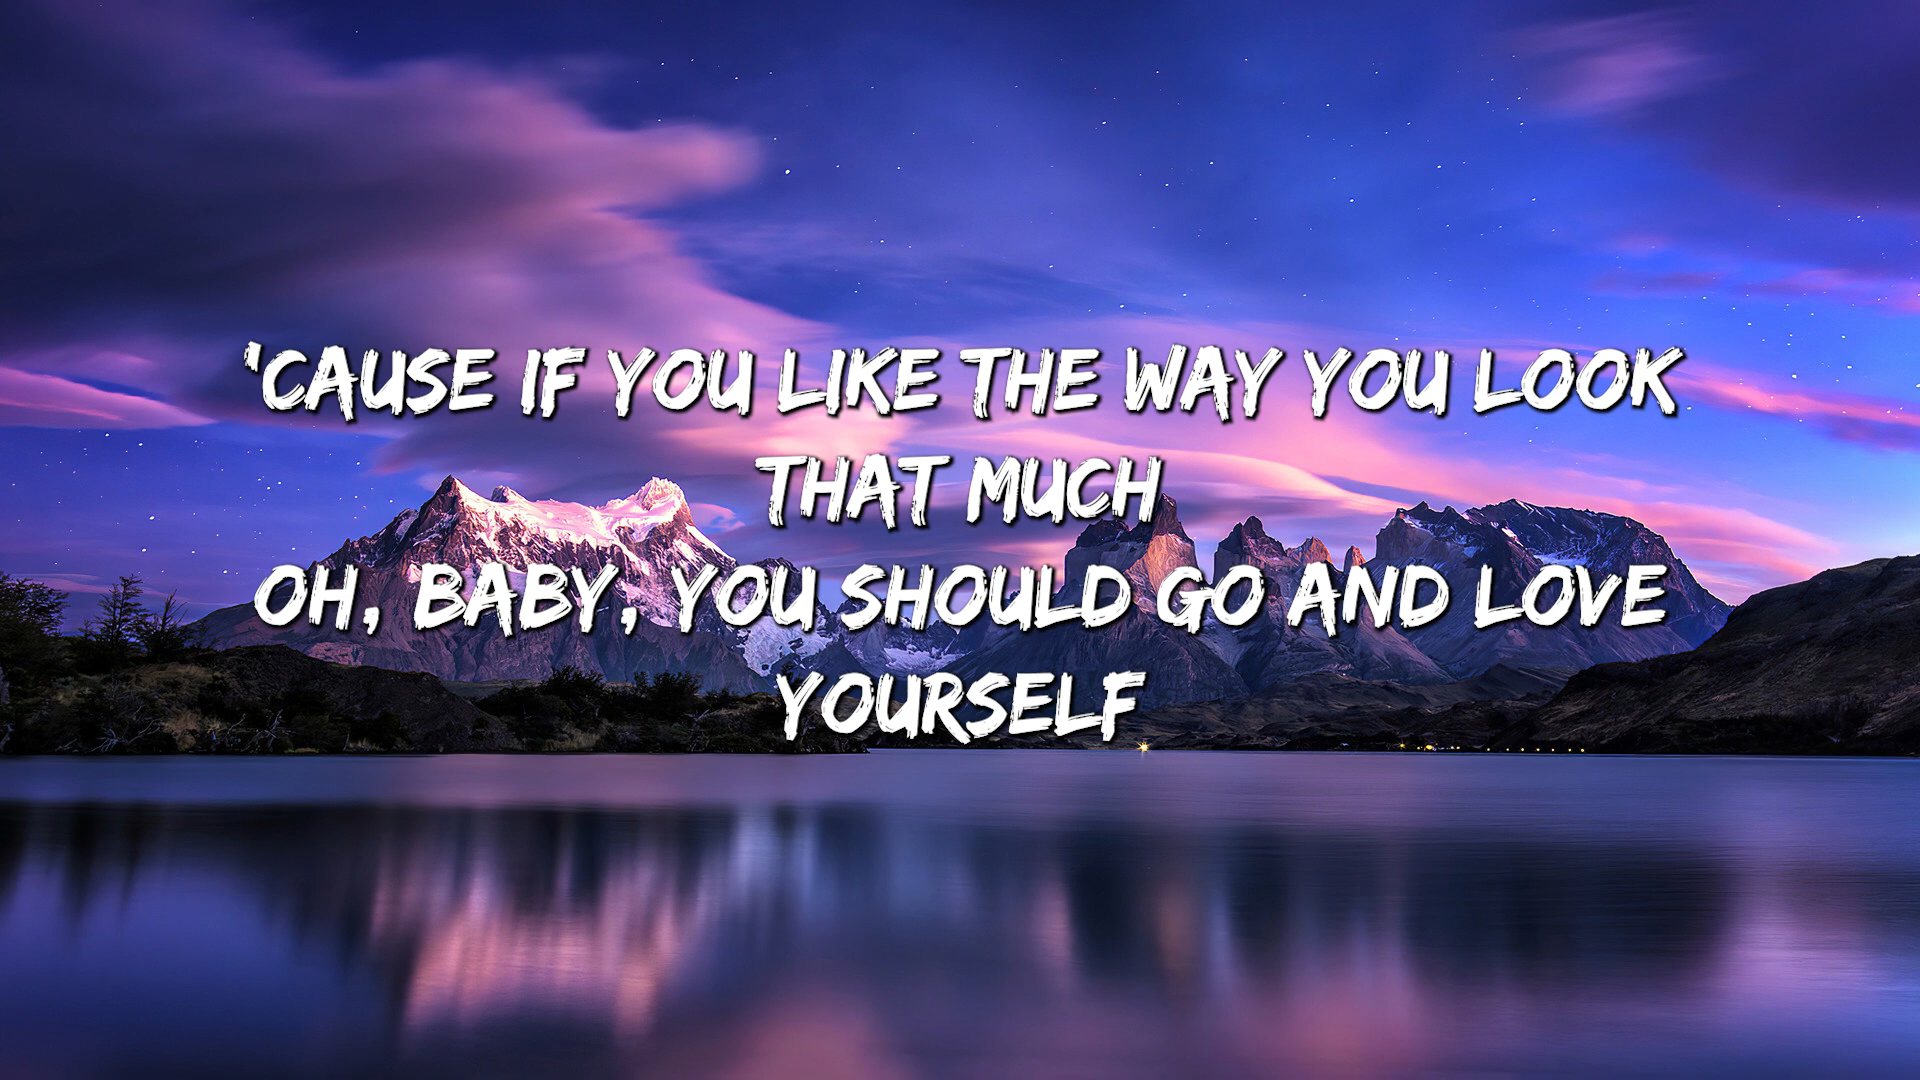 'CAUSE IF YOU LIKE THE WAY YOU LOOK
THAT MUCH
OH, BABY, YOU SHOULD GO AND LOVE
YOURSELF